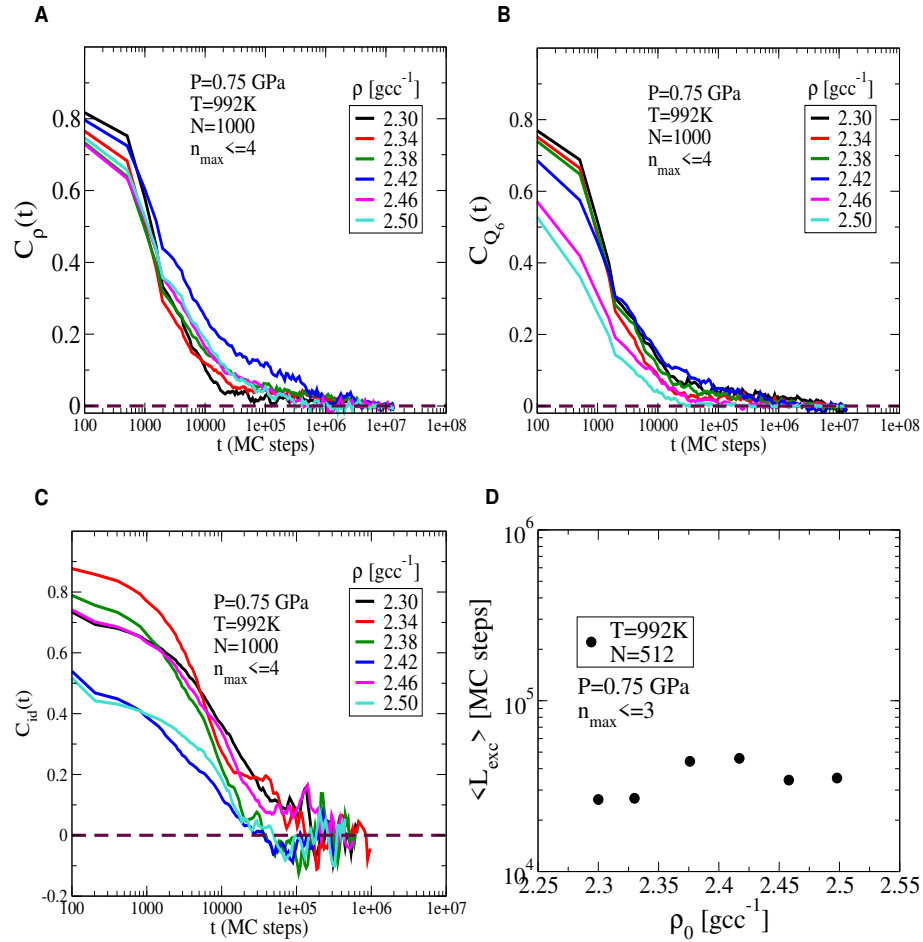 A
P=0.75 GPa
T=992K
N=1000
n_max <=4
ρ [gcc⁻¹]
2.30
2.34
2.38
2.42
2.46
2.50
C_ρ(t)
0.8
0.6
0.4
0.2
0
100 1000 10000 1e+05 1e+06 1e+07 1e+08
t (MC steps)
B
P=0.75 GPa
T=992K
N=1000
n_max <=4
ρ [gcc⁻¹]
2.30
2.34
2.38
2.42
2.46
2.50
C_Q₆(t)
0.8
0.6
0.4
0.2
0
100 1000 10000 1e+05 1e+06 1e+07 1e+08
t (MC steps)
C
P=0.75 GPa
T=992K
N=1000
n_max <=4
ρ [gcc⁻¹]
2.30
2.34
2.38
2.42
2.46
2.50
C_id(t)
0.8
0.6
0.4
0.2
0
-0.2
100 1000 10000 1e+05 1e+06 1e+07
t (MC steps)
D
T=992K
N=512
P=0.75 GPa
n_max <=3
<L_exc> [MC steps]
10⁶
10⁵
10⁴
2.25 2.3 2.35 2.4 2.45 2.5 2.55
ρ₀ [gcc⁻¹]